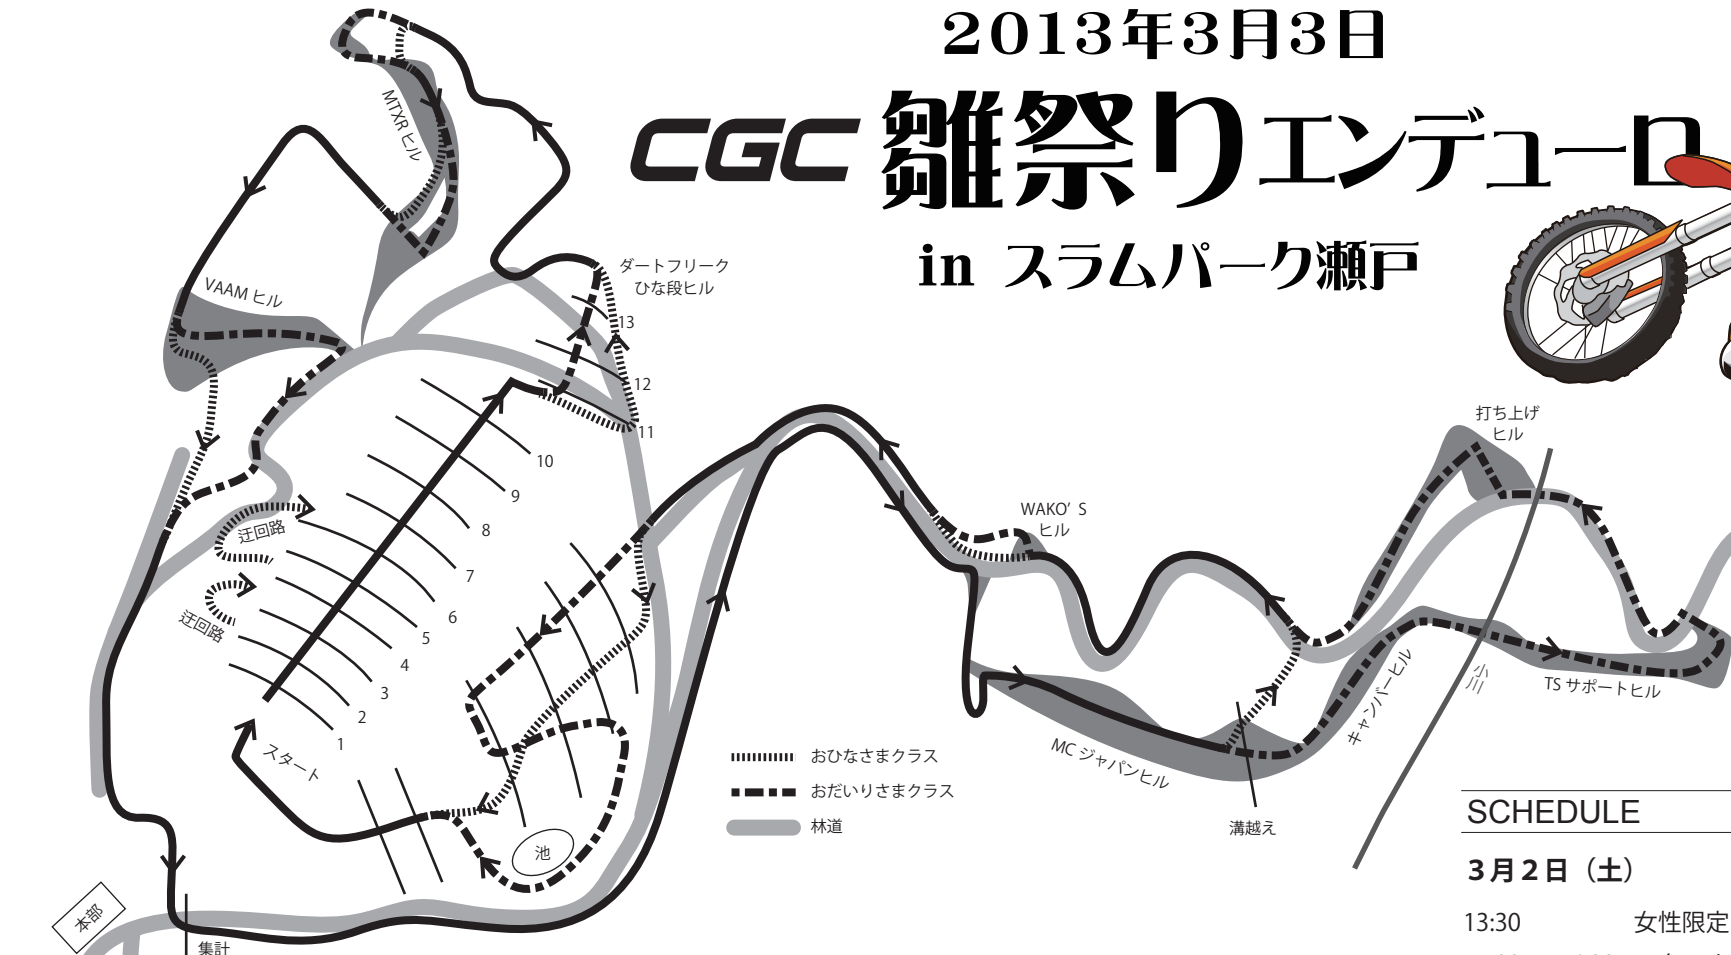 2013年3月3日
CGC 雛祭りエンデューロ
in スラムパーク瀬戸
MTXR ヒル
VAAM ヒル
ダートフリーク
ひな段ヒル
13
12
11
10
9
8
7
6
5
4
3
2
1
迂回路
迂回路
スタート
打ち上げ
ヒル
WAKO'S
ヒル
キャンバーヒル
小川
TS サポートヒル
MC ジャパンヒル
溝越え
おひなさまクラス
おだいりさまクラス
林道
池
本部
集計
SCHEDULE
3月2日（土）
13:30 女性限定